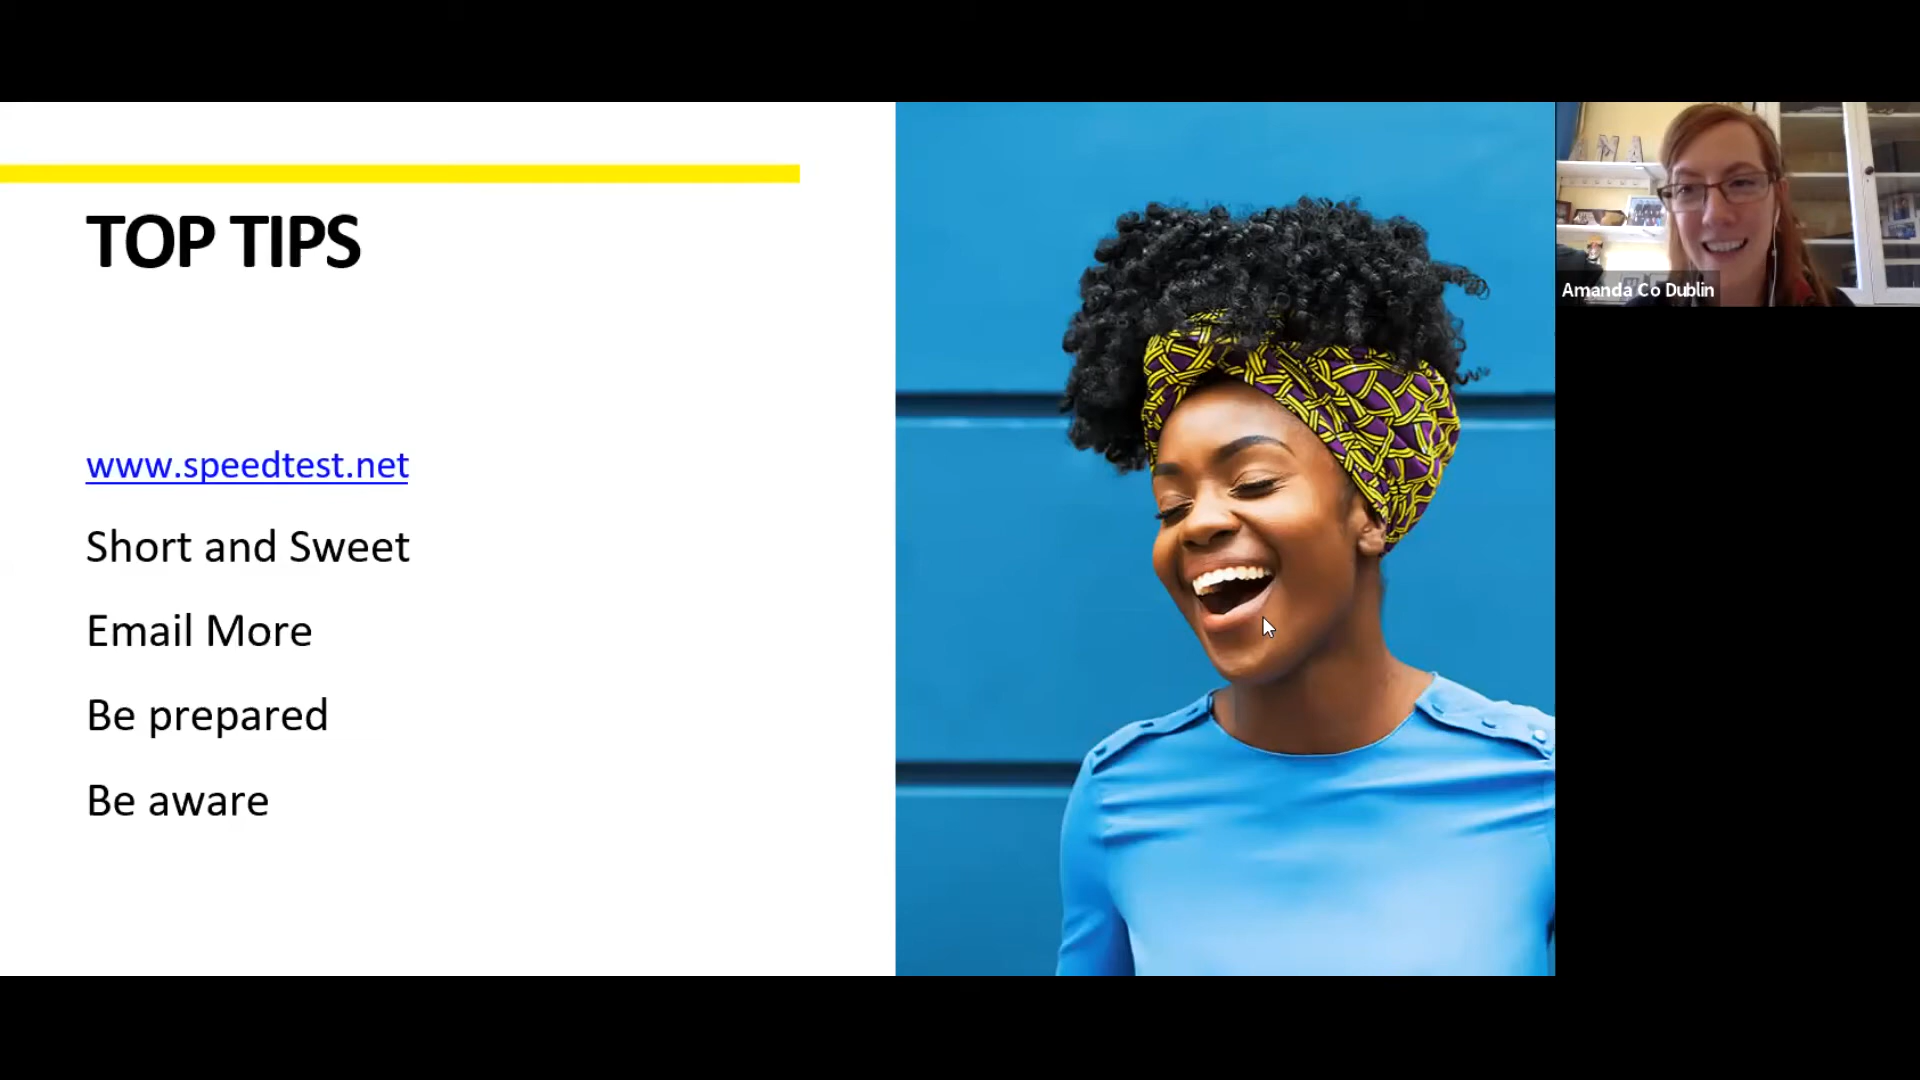 TOP TIPS
www.speedtest.net
Short and Sweet
Email More
Be prepared
Be aware
Amanda Co Dublin